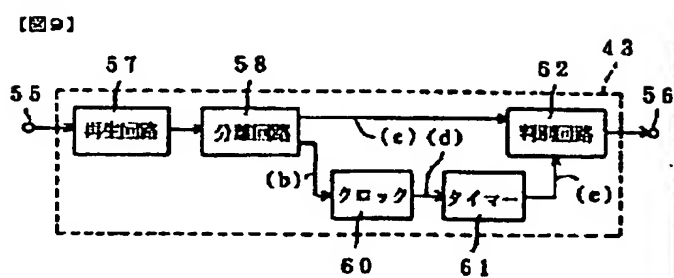 【図9】
43
57
58
62
55
56
再生回路
分離回路
判別回路
(c)
(d)
(b)
(e)
クロック
タイマー
60
61